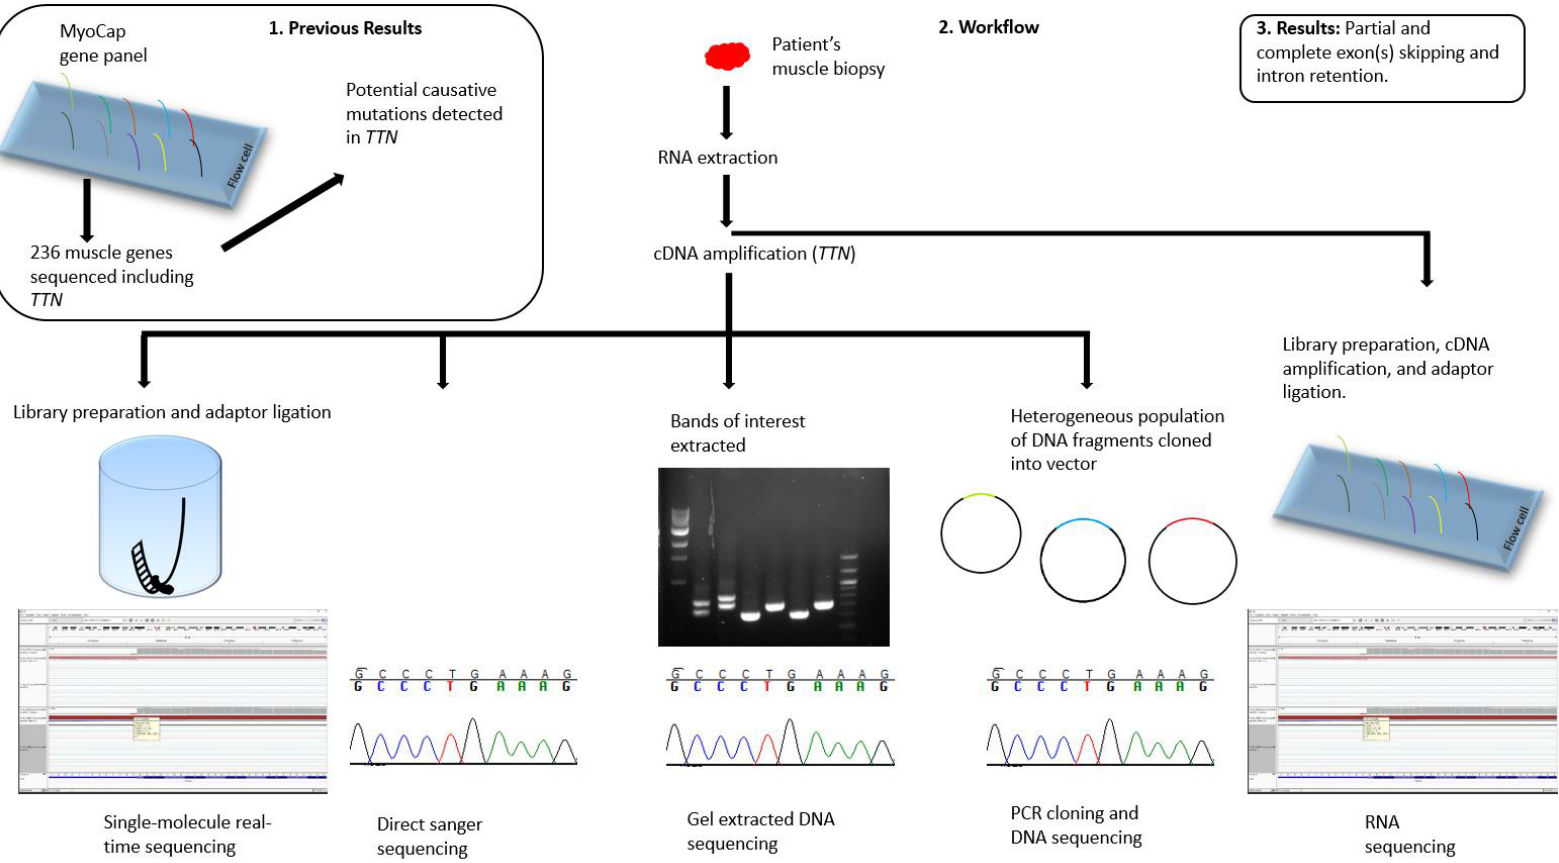 1. Previous Results
MyoCap
gene panel
Flow cell
Potential causative
mutations detected
in TTN
236 muscle genes
sequenced including
TTN
2. Workflow
Patient's
muscle biopsy
RNA extraction
cDNA amplification (TTN)
3. Results: Partial and
complete exon(s) skipping and
intron retention.
Library preparation and adaptor ligation
Bands of interest
extracted
Heterogeneous population
of DNA fragments cloned
into vector
Library preparation, cDNA
amplification, and adaptor
ligation.
Flow cell
G C C C T G A A A G
G C C C T G A A A G
G C C C T G A A A G
G C C C T G A A A G
G C C C T G A A A G
G C C C T G A A A G
Single-molecule real-
time sequencing
Direct sanger
sequencing
Gel extracted DNA
sequencing
PCR cloning and
DNA sequencing
RNA
sequencing